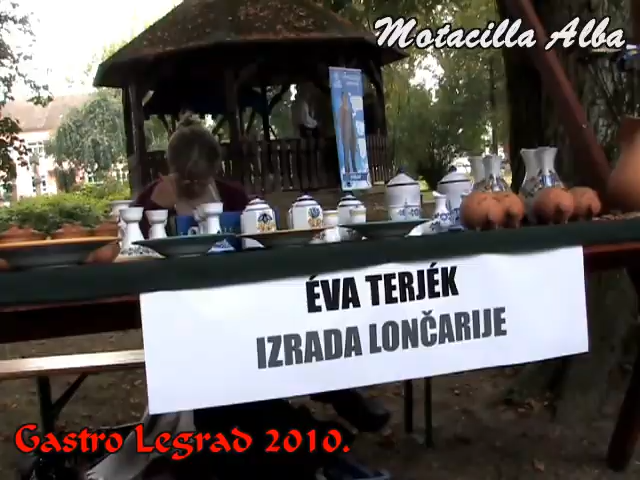 Motacilla Alba
ÉVA TERJÉK
IZRADA LONČARIJE
Gastro Legrad 2010.